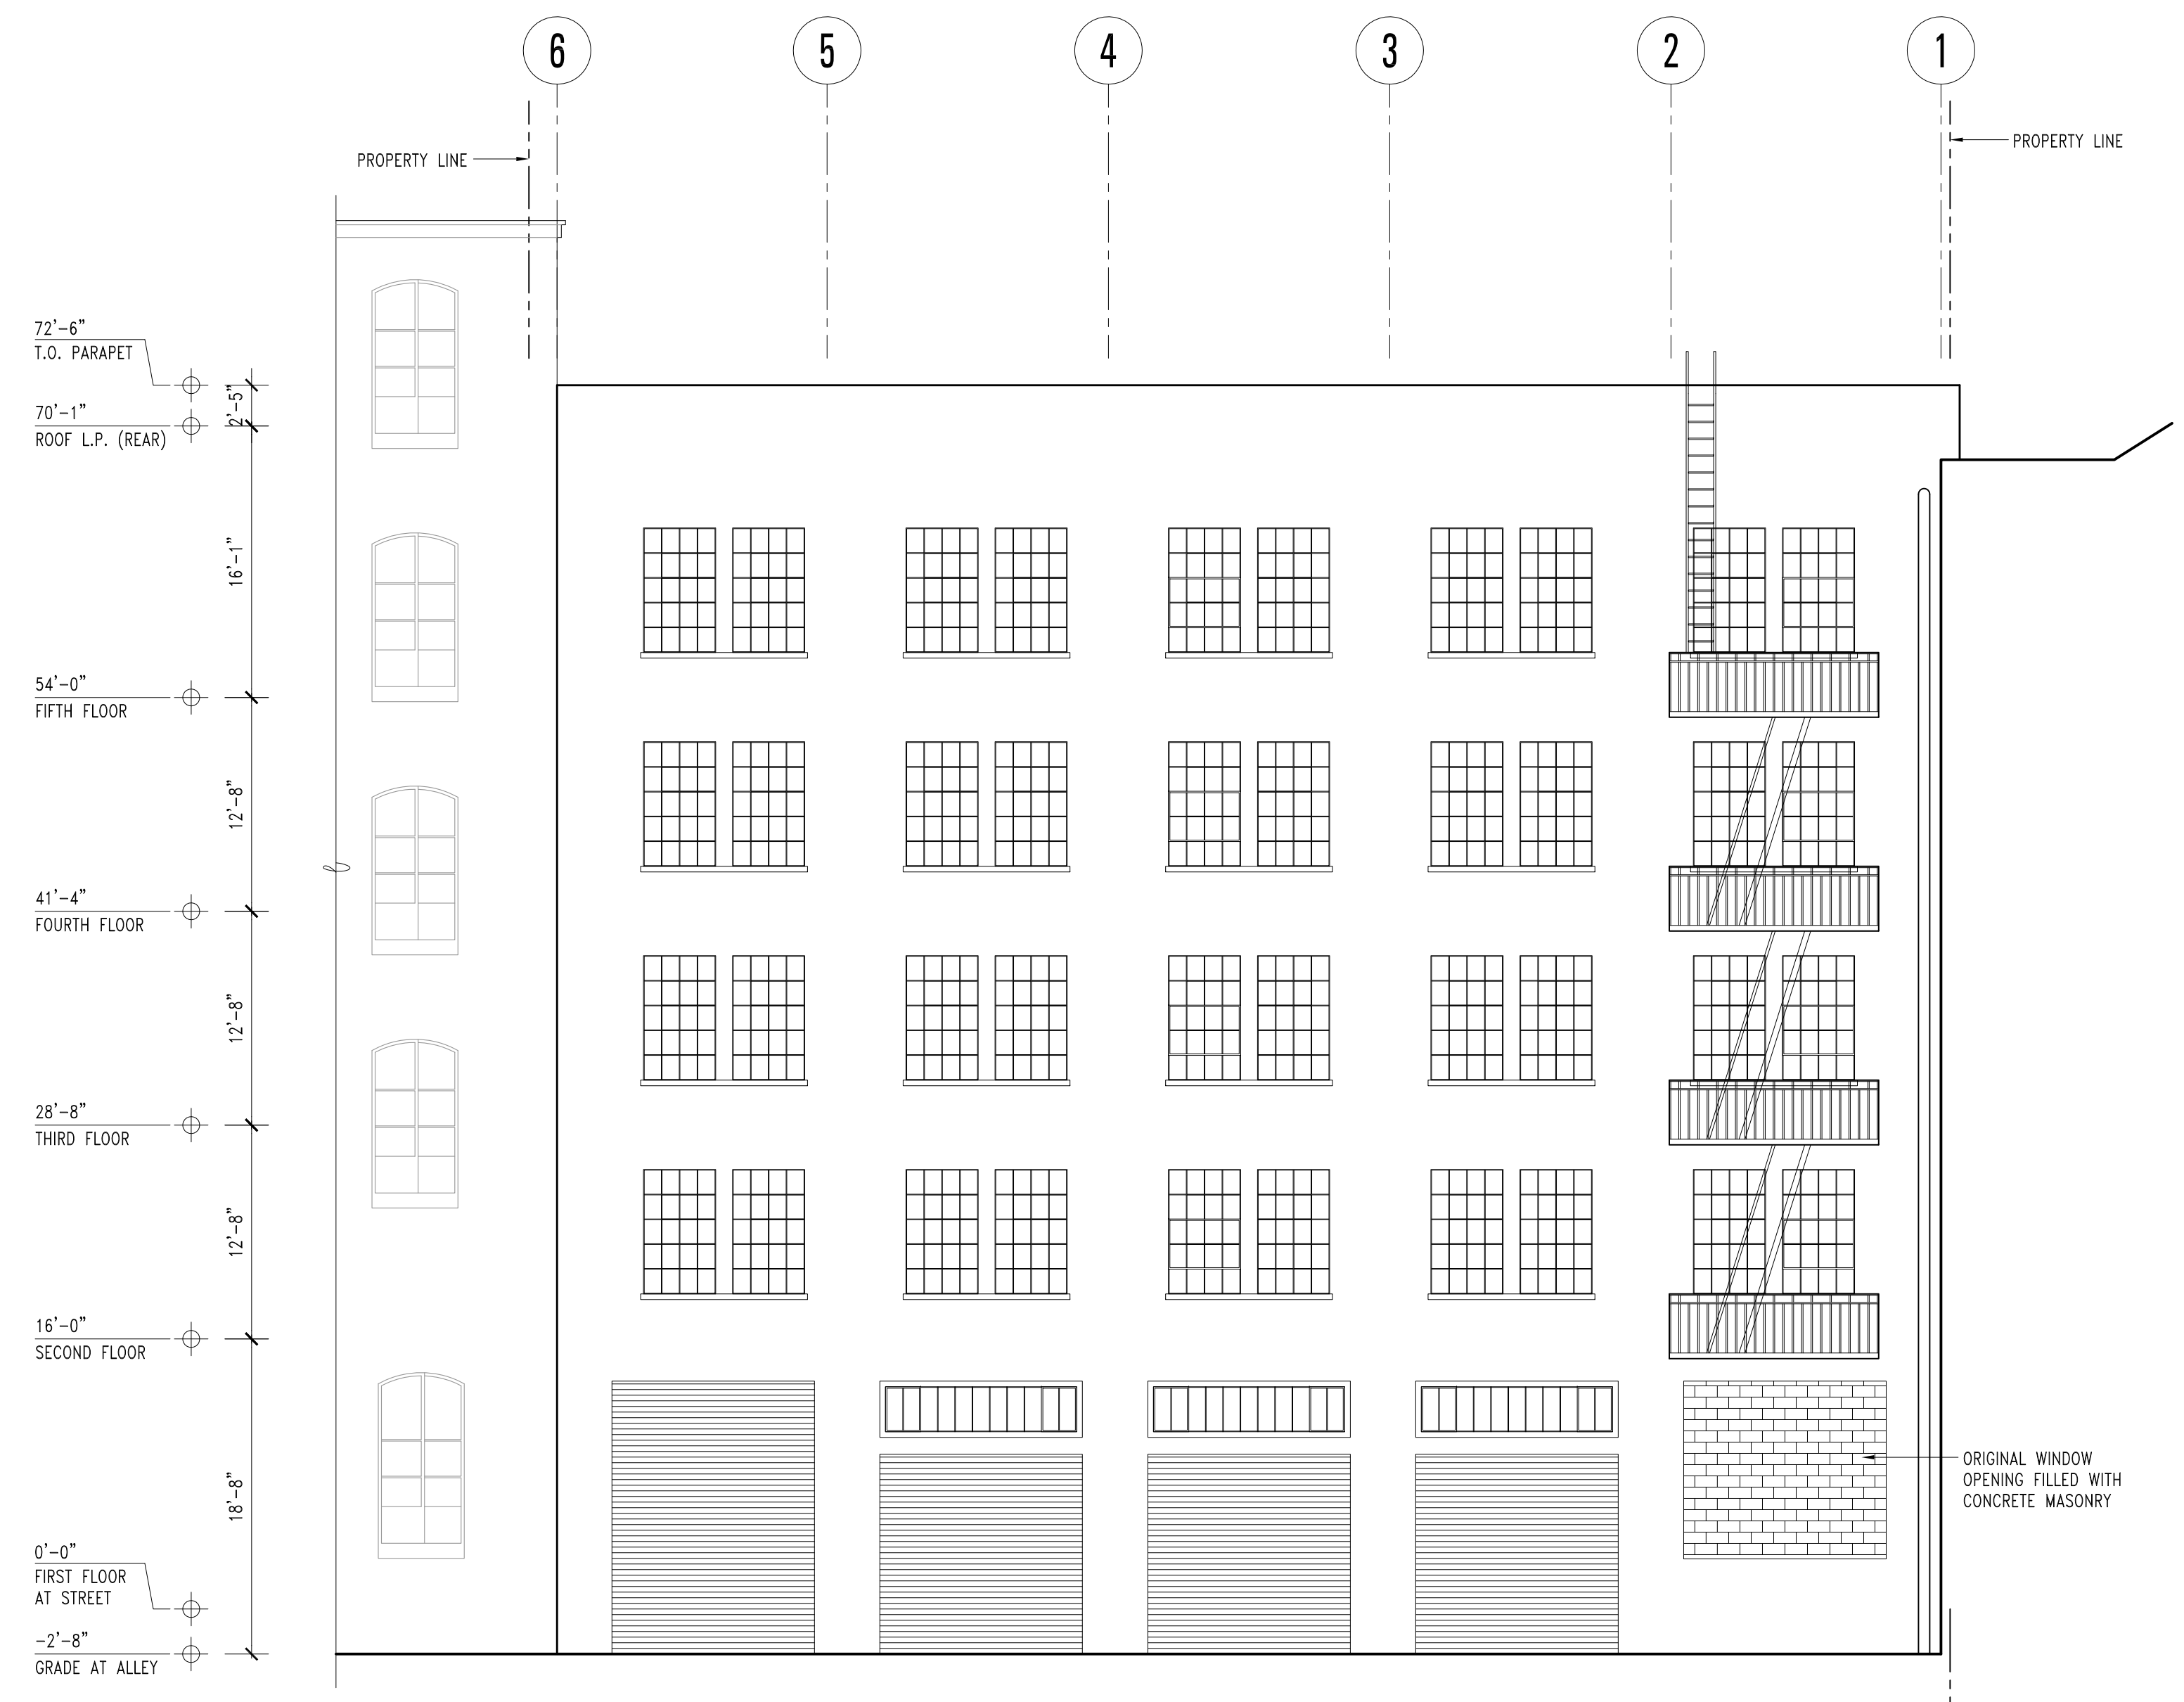 6
5
4
3
2
1
PROPERTY LINE
PROPERTY LINE
72'-6"
T.O. PARAPET
2'-5"
70'-1"
ROOF L.P. (REAR)
16'-1"
54'-0"
FIFTH FLOOR
12'-8"
41'-4"
FOURTH FLOOR
12'-8"
28'-8"
THIRD FLOOR
12'-8"
16'-0"
SECOND FLOOR
18'-8"
ORIGINAL WINDOW
OPENING FILLED WITH
CONCRETE MASONRY
0'-0"
FIRST FLOOR
AT STREET
-2'-8"
GRADE AT ALLEY